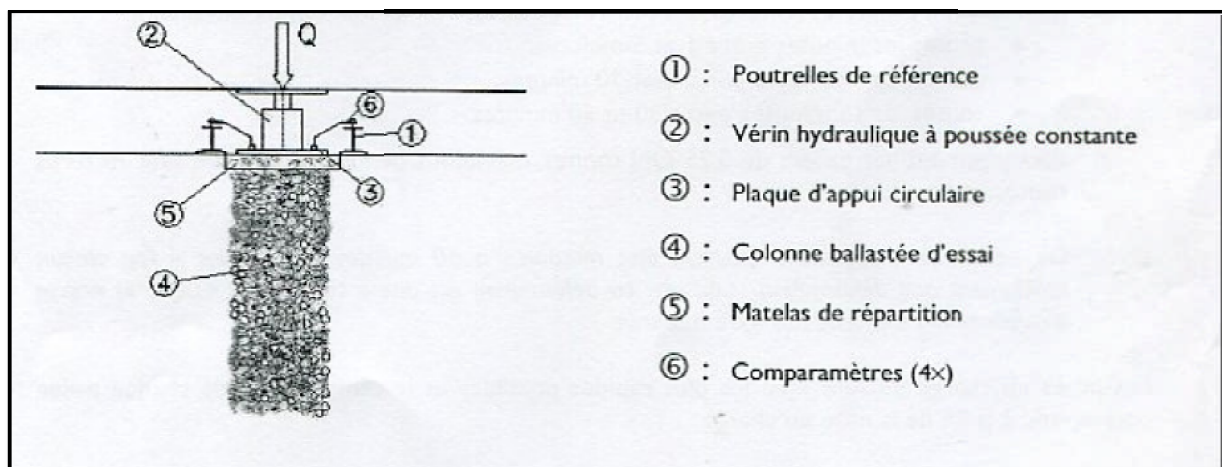 ② Q
⑥
①
⑤ ③
④
① : Poutrelles de référence
② : Vérin hydraulique à poussée constante
③ : Plaque d'appui circulaire
④ : Colonne ballastée d'essai
⑤ : Matelas de répartition
⑥ : Comparamètres (4×)